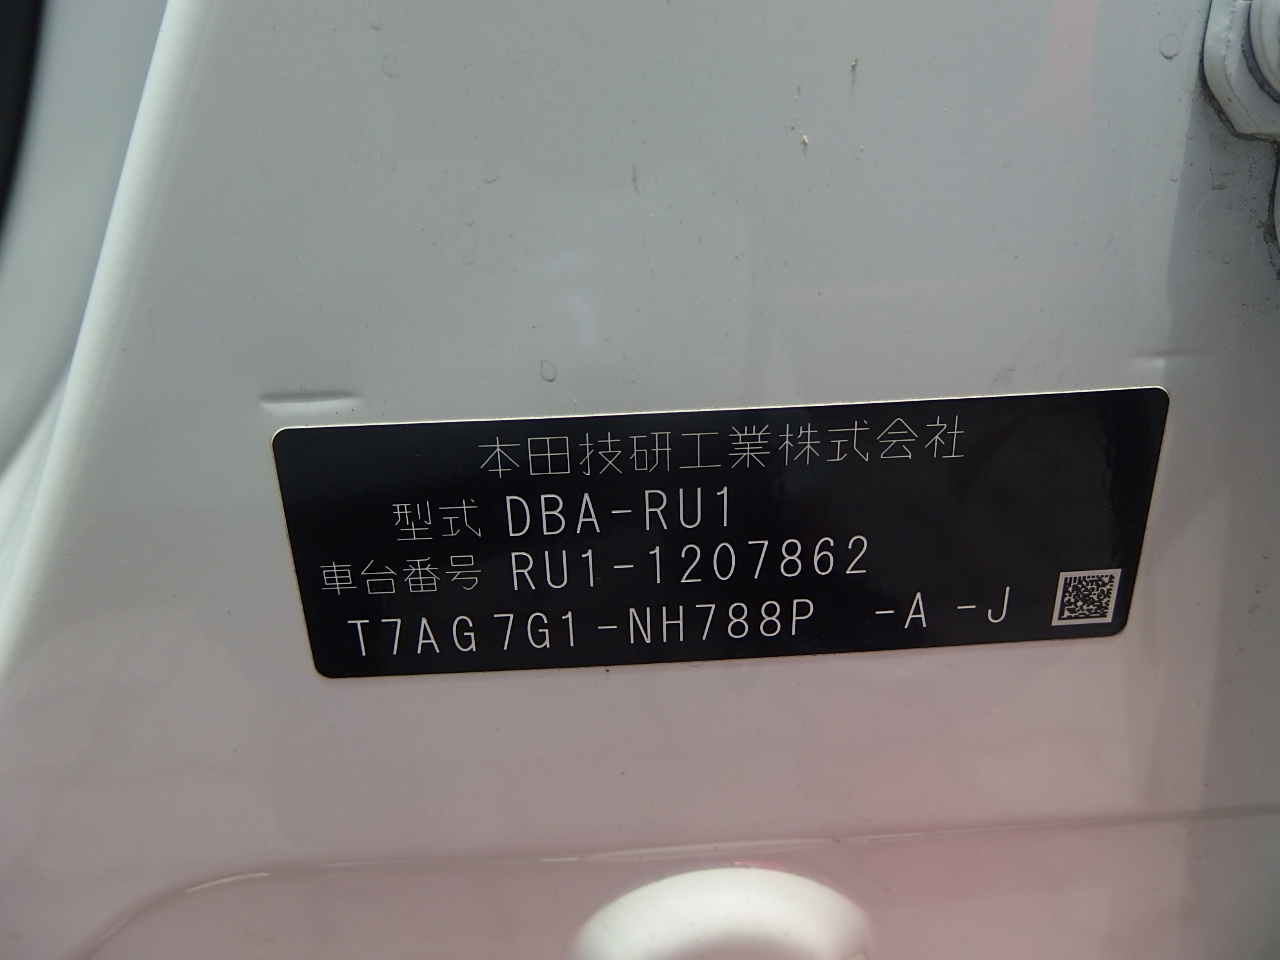 本田技研工業株式会社
型式 DBA-RU1
車台番号 RU1-1207862
T7AG7G1-NH788P -A -J